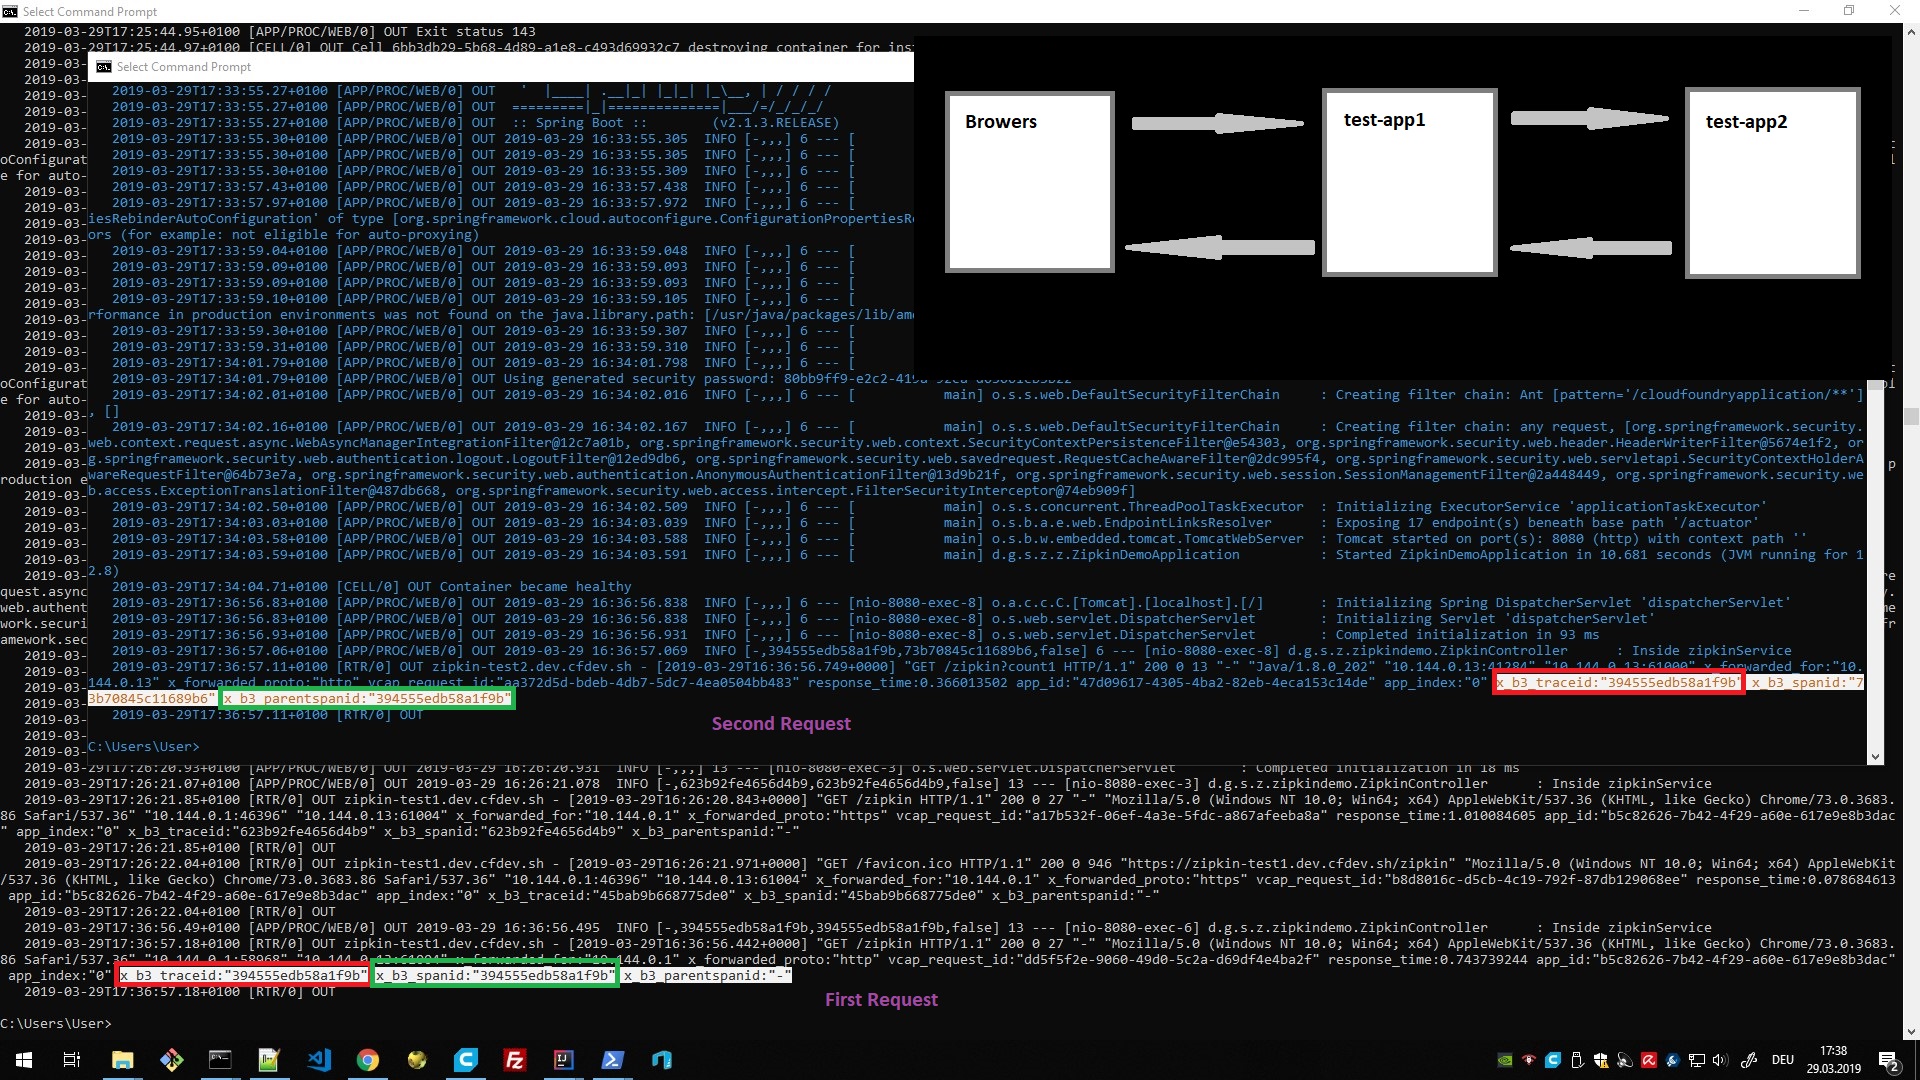 Select Command Prompt
2019-03-29T17:25:44.95+0100 [APP/PROC/WEB/0] OUT Exit status 143
2019-03-29T17:25:44.97+0100 [CELL/0] OUT Cell 6bb3db29-5b68-4d89-a1e8-c493d69932c7 destroying container for ins
Select Command Prompt
2019-03-29T17:33:55.27+0100 [APP/PROC/WEB/0] OUT   '  |____| .__|_| |_|_| |_\__, | / / / /
2019-03-29T17:33:55.27+0100 [APP/PROC/WEB/0] OUT  =========|_|==============|___/=/_/_/_/
2019-03-29T17:33:55.27+0100 [APP/PROC/WEB/0] OUT  :: Spring Boot ::        (v2.1.3.RELEASE)
2019-03-29T17:33:55.30+0100 [APP/PROC/WEB/0] OUT 2019-03-29 16:33:55.305  INFO [-,,,] 6 --- [
2019-03-29T17:33:55.30+0100 [APP/PROC/WEB/0] OUT 2019-03-29 16:33:55.305  INFO [-,,,] 6 --- [
2019-03-29T17:33:55.30+0100 [APP/PROC/WEB/0] OUT 2019-03-29 16:33:55.309  INFO [-,,,] 6 --- [
2019-03-29T17:33:57.43+0100 [APP/PROC/WEB/0] OUT 2019-03-29 16:33:57.438  INFO [-,,,] 6 --- [
2019-03-29T17:33:57.97+0100 [APP/PROC/WEB/0] OUT 2019-03-29 16:33:57.972  INFO [-,,,] 6 --- [
iesRebinderAutoConfiguration' of type [org.springframework.cloud.autoconfigure.ConfigurationPropertiesRe
ors (for example: not eligible for auto-proxying)
2019-03-29T17:33:59.04+0100 [APP/PROC/WEB/0] OUT 2019-03-29 16:33:59.048  INFO [-,,,] 6 --- [
2019-03-29T17:33:59.09+0100 [APP/PROC/WEB/0] OUT 2019-03-29 16:33:59.093  INFO [-,,,] 6 --- [
2019-03-29T17:33:59.09+0100 [APP/PROC/WEB/0] OUT 2019-03-29 16:33:59.093  INFO [-,,,] 6 --- [
2019-03-29T17:33:59.10+0100 [APP/PROC/WEB/0] OUT 2019-03-29 16:33:59.105  INFO [-,,,] 6 --- [
rformance in production environments was not found on the java.library.path: [/usr/java/packages/lib/am
2019-03-29T17:33:59.30+0100 [APP/PROC/WEB/0] OUT 2019-03-29 16:33:59.307  INFO [-,,,] 6 --- [
2019-03-29T17:33:59.31+0100 [APP/PROC/WEB/0] OUT 2019-03-29 16:33:59.310  INFO [-,,,] 6 --- [
2019-03-29T17:34:01.79+0100 [APP/PROC/WEB/0] OUT 2019-03-29 16:34:01.798  INFO [-,,,] 6 --- [
2019-03-29T17:34:01.79+0100 [APP/PROC/WEB/0] OUT Using generated security password:
2019-03-29T17:34:02.01+0100 [APP/PROC/WEB/0] OUT 2019-03-29 16:34:02.016  INFO [-,,,] 6 --- [           main] o.s.s.web.DefaultSecurityFilterChain     : Creating filter chain: Ant [pattern='/cloudfoundryapplication/**']
, []
2019-03-29T17:34:02.16+0100 [APP/PROC/WEB/0] OUT 2019-03-29 16:34:02.167  INFO [-,,,] 6 --- [           main] o.s.s.web.DefaultSecurityFilterChain     : Creating filter chain: any request, [org.springframework.security.
web.context.request.async.WebAsyncManagerIntegrationFilter@12c7a01b, org.springframework.security.web.context.SecurityContextPersistenceFilter@e54303, org.springframework.security.web.header.HeaderWriterFilter@5674e1f2, or
g.springframework.security.web.authentication.logout.LogoutFilter@12ed9db6, org.springframework.security.web.savedrequest.RequestCacheAwareFilter@2dc995f4, org.springframework.security.web.servletapi.SecurityContextHolderA
wareRequestFilter@64b73e7a, org.springframework.security.web.authentication.AnonymousAuthenticationFilter@13d9b21f, org.springframework.security.web.session.SessionManagementFilter@2a448449, org.springframework.security.we
b.access.ExceptionTranslationFilter@487db668, org.springframework.security.web.access.intercept.FilterSecurityInterceptor@74eb909f]
2019-03-29T17:34:02.50+0100 [APP/PROC/WEB/0] OUT 2019-03-29 16:34:02.509  INFO [-,,,] 6 --- [           main] o.s.s.concurrent.ThreadPoolTaskExecutor  : Initializing ExecutorService 'applicationTaskExecutor'
2019-03-29T17:34:03.03+0100 [APP/PROC/WEB/0] OUT 2019-03-29 16:34:03.039  INFO [-,,,] 6 --- [           main] o.s.b.a.e.web.EndpointLinksResolver      : Exposing 17 endpoint(s) beneath base path '/actuator'
2019-03-29T17:34:03.58+0100 [APP/PROC/WEB/0] OUT 2019-03-29 16:34:03.588  INFO [-,,,] 6 --- [           main] o.s.b.w.embedded.tomcat.TomcatWebServer  : Tomcat started on port(s): 8080 (http) with context path ''
2019-03-29T17:34:03.59+0100 [APP/PROC/WEB/0] OUT 2019-03-29 16:34:03.591  INFO [-,,,] 6 --- [           main] d.g.s.z.z.ZipkinDemoApplication          : Started ZipkinDemoApplication in 10.681 seconds (JVM running for 1
2.8)
2019-03-29T17:34:04.71+0100 [CELL/0] OUT Container became healthy
2019-03-29T17:36:56.83+0100 [APP/PROC/WEB/0] OUT 2019-03-29 16:36:56.838  INFO [-,,,] 6 --- [nio-8080-exec-8] o.a.c.c.C.[Tomcat].[localhost].[/]       : Initializing Spring DispatcherServlet 'dispatcherServlet'
2019-03-29T17:36:56.83+0100 [APP/PROC/WEB/0] OUT 2019-03-29 16:36:56.838  INFO [-,,,] 6 --- [nio-8080-exec-8] o.s.web.servlet.DispatcherServlet        : Initializing Servlet 'dispatcherServlet'
2019-03-29T17:36:56.93+0100 [APP/PROC/WEB/0] OUT 2019-03-29 16:36:56.931  INFO [-,,,] 6 --- [nio-8080-exec-8] o.s.web.servlet.DispatcherServlet        : Completed initialization in 93 ms
2019-03-29T17:36:57.06+0100 [APP/PROC/WEB/0] OUT 2019-03-29 16:36:57.069  INFO [-,394555edb58a1f9b,73b70845c11689b6,false] 6 --- [nio-8080-exec-8] d.g.s.z.zipkindemo.ZipkinController      : Inside zipkinService
2019-03-29T17:36:57.11+0100 [RTR/0] OUT zipkin-test2.dev.cfdev.sh - [2019-03-29T16:36:56.749+0000] "GET /zipkin?count1 HTTP/1.1" 200 0 13 "-" "Java/1.8.0_202" "10.144.0.13:41284" "10.144.0.13:61000" x_forwarded_for:"10.
144.0.13" x_forwarded_proto:"http" vcap_request_id:"aa372d5d-bdeb-4db7-5dc7-4ea0504bb483" response_time:0.366013502 app_id:"47d09617-4305-4ba2-82eb-4eca153c14de" app_index:"0" x_b3_traceid:"394555edb58a1f9b" x_b3_spanid:"7
3b70845c11689b6" x_b3_parentspanid:"394555edb58a1f9b"
2019-03-29T17:36:57.11+0100 [RTR/0] OUT
Second Request
C:\Users\User>
Browers
test-app1
test-app2
2019-03-29T17:26:20.93+0100 [APP/PROC/WEB/0] OUT 2019-03-29 16:26:20.931  INFO [-,,,] 13 --- [nio-8080-exec-3] o.s.web.servlet.DispatcherServlet        : Completed initialization in 18 ms
2019-03-29T17:26:21.07+0100 [APP/PROC/WEB/0] OUT 2019-03-29 16:26:21.078  INFO [-,623b92fe4656d4b9,623b92fe4656d4b9,false] 13 --- [nio-8080-exec-3] d.g.s.z.zipkindemo.ZipkinController      : Inside zipkinService
2019-03-29T17:26:21.85+0100 [RTR/0] OUT zipkin-test1.dev.cfdev.sh - [2019-03-29T16:26:20.843+0000] "GET /zipkin HTTP/1.1" 200 0 27 "-" "Mozilla/5.0 (Windows NT 10.0; Win64; x64) AppleWebKit/537.36 (KHTML, like Gecko) Chrome/73.0.3683.
86 Safari/537.36" "10.144.0.1:46396" "10.144.0.13:61004" x_forwarded_for:"10.144.0.1" x_forwarded_proto:"https" vcap_request_id:"a17b532f-06ef-4a3e-5fdc-a867afeeba8a" response_time:1.010084605 app_id:"b5c82626-7b42-4f29-a60e-617e9e8b3dac
" app_index:"0" x_b3_traceid:"623b92fe4656d4b9" x_b3_spanid:"623b92fe4656d4b9" x_b3_parentspanid:"-"
2019-03-29T17:26:21.85+0100 [RTR/0] OUT
2019-03-29T17:26:22.04+0100 [RTR/0] OUT zipkin-test1.dev.cfdev.sh - [2019-03-29T16:26:21.971+0000] "GET /favicon.ico HTTP/1.1" 200 0 946 "https://zipkin-test1.dev.cfdev.sh/zipkin" "Mozilla/5.0 (Windows NT 10.0; Win64; x64) AppleWebKit
/537.36 (KHTML, like Gecko) Chrome/73.0.3683.86 Safari/537.36" "10.144.0.1:46396" "10.144.0.13:61004" x_forwarded_for:"10.144.0.1" x_forwarded_proto:"https" vcap_request_id:"b8d8016c-d5cb-4c19-792f-87db129068ee" response_time:0.078684613
app_id:"b5c82626-7b42-4f29-a60e-617e9e8b3dac" app_index:"0" x_b3_traceid:"45bab9b668775de0" x_b3_spanid:"45bab9b668775de0" x_b3_parentspanid:"-"
2019-03-29T17:26:22.04+0100 [RTR/0] OUT
2019-03-29T17:36:56.49+0100 [APP/PROC/WEB/0] OUT 2019-03-29 16:36:56.495  INFO [-,394555edb58a1f9b,394555edb58a1f9b,false] 13 --- [nio-8080-exec-6] d.g.s.z.zipkindemo.ZipkinController      : Inside zipkinService
2019-03-29T17:36:57.18+0100 [RTR/0] OUT zipkin-test1.dev.cfdev.sh - [2019-03-29T16:36:56.442+0000] "GET /zipkin HTTP/1.1" 200 0 27 "-" "Mozilla/5.0 (Windows NT 10.0; Win64; x64) AppleWebKit/537.36 (KHTML, like Gecko) Chrome/73.0.3683.
86 Safari/537.36" "10.144.0.1:58968" "10.144.0.13:61004" x_forwarded_for:"10.144.0.1" x_forwarded_proto:"http" vcap_request_id:"dd5f5f2e-9060-49d0-5c2a-d69df4e4ba2f" response_time:0.743739244 app_id:"b5c82626-7b42-4f29-a60e-617e9e8b3dac"
app_index:"0" x_b3_traceid:"394555edb58a1f9b" x_b3_spanid:"394555edb58a1f9b" x_b3_parentspanid:"-"
2019-03-29T17:36:57.18+0100 [RTR/0] OUT
First Request
C:\Users\User>
DEU
17:38
29.03.2019
2